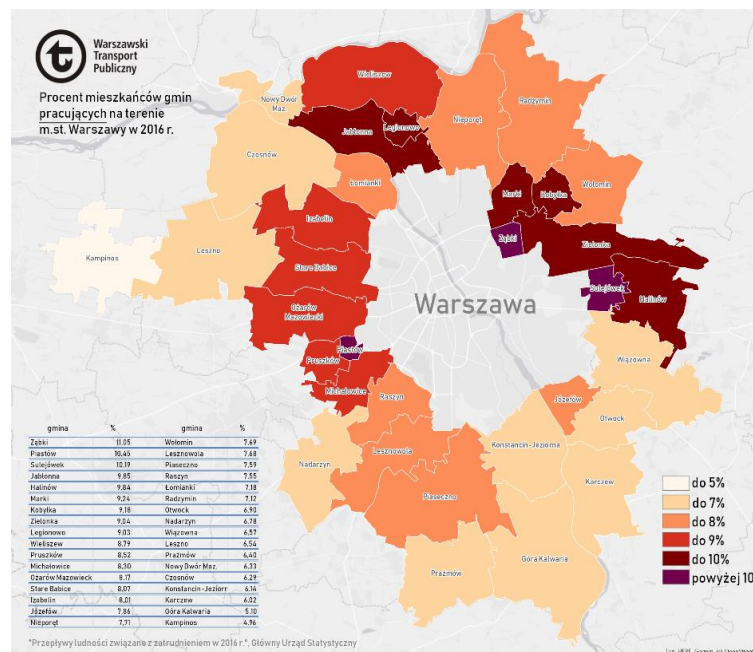 Warszawski
Transport
Publiczny
Procent mieszkańców gmin
pracujących na terenie
m.st. Warszawy w 2016 r.
Wieliszew
Nowy Dwór
Maz.
Jabłonna
Legionowo
Nieporęt
Radzymin
Czosnów
Łomianki
Marki
Kobyłka
Wołomin
Izabelin
Ząbki
Zielonka
Kampinos
Leszno
Stare Babice
Sulejówek
Halinów
Warszawa
Ożarów
Mazowiecki
Piastów
Pruszków
Wiązowna
Michałowice
Raszyn
Józefów
Otwock
Nadarzyn
Lesznowola
Konstancin-Jeziorna
Piaseczno
Karczew
Prażmów
Góra Kalwaria
gmina % gmina %
Ząbki 11,05 Wołomin 7,69
Piastów 10,45 Lesznowola 7,68
Sulejówek 10,19 Piaseczno 7,59
Jabłonna 9,85 Raszyn 7,55
Halinów 9,84 Łomianki 7,18
Marki 9,24 Radzymin 7,12
Kobyłka 9,18 Otwock 6,90
Zielonka 9,04 Nadarzyn 6,78
Legionowo 9,03 Wiązowna 6,57
Wieliszew 8,79 Leszno 6,54
Pruszków 8,52 Prażmów 6,40
Michałowice 8,30 Nowy Dwór Maz. 6,33
Ożarów Mazowieck 8,17 Czosnów 6,29
Stare Babice 8,07 Konstancin-Jeziorr 6,14
Izabelin 8,01 Karczew 6,02
Józefów 7,86 Góra Kalwaria 5,10
Nieporęt 7,71 Kampinos 4,96
do 5%
do 7%
do 8%
do 9%
do 10%
powyżej 10
"Przepływy ludności związane z zatrudnieniem w 2016 r.", Główny Urząd Statystyczny